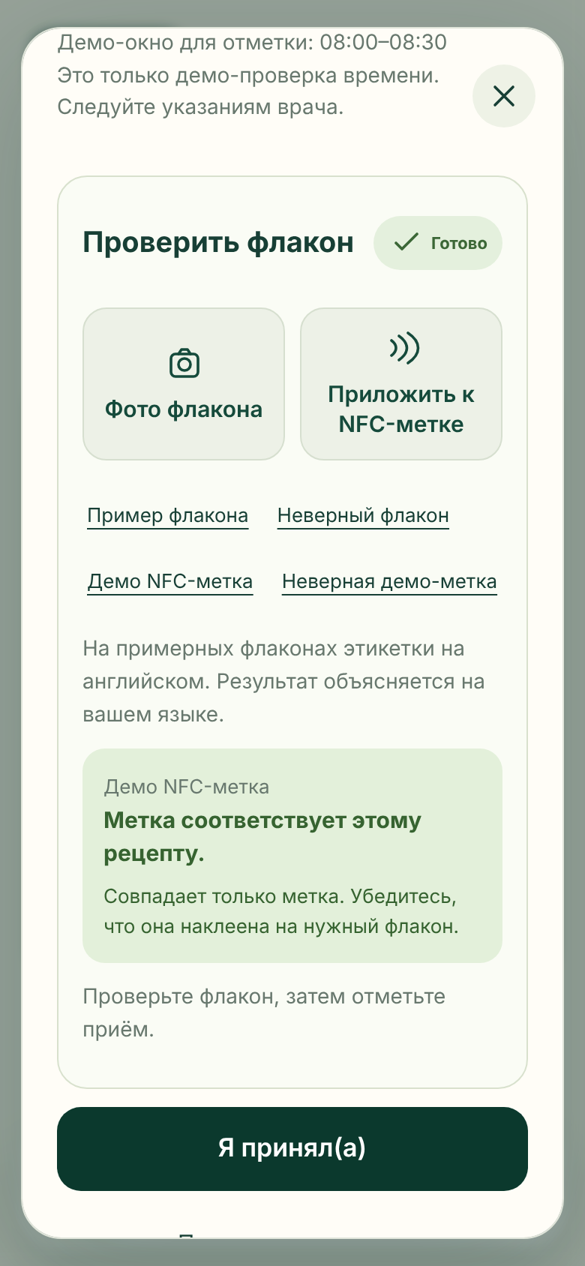 Демо-окно для отметки: 08:00–08:30
Это только демо-проверка времени.
Следуйте указаниям врача.
Проверить флакон
Готово
Фото флакона
Приложить к
NFC-метке
Пример флакона
Неверный флакон
Демо NFC-метка
Неверная демо-метка
На примерных флаконах этикетки на
английском. Результат объясняется на
вашем языке.
Демо NFC-метка
Метка соответствует этому
рецепту.
Совпадает только метка. Убедитесь,
что она наклеена на нужный флакон.
Проверьте флакон, затем отметьте
приём.
Я принял(а)